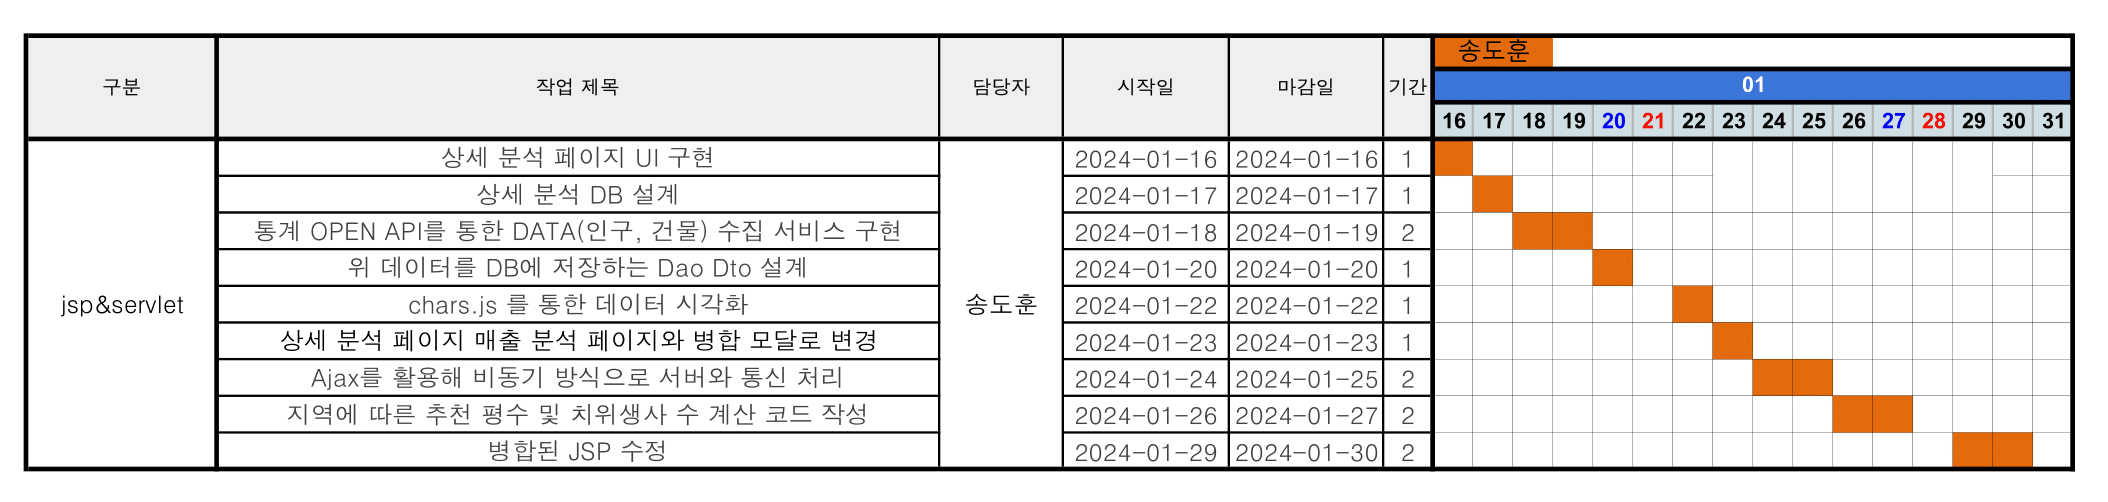 송도훈
구분 작업 제목 담당자 시작일 마감일 기간 01
16 17 18 19 20 21 22 23 24 25 26 27 28 29 30 31
상세 분석 페이지 UI 구현 2024-01-16 2024-01-16 1
상세 분석 DB 설계 2024-01-17 2024-01-17 1
통계 OPEN API를 통한 DATA(인구, 건물) 수집 서비스 구현 2024-01-18 2024-01-19 2
위 데이터를 DB에 저장하는 Dao Dto 설계 2024-01-20 2024-01-20 1
jsp&servlet chars.js 를 통한 데이터 시각화 송도훈 2024-01-22 2024-01-22 1
상세 분석 페이지 매출 분석 페이지와 병합 모달로 변경 2024-01-23 2024-01-23 1
Ajax를 활용해 비동기 방식으로 서버와 통신 처리 2024-01-24 2024-01-25 2
지역에 따른 추천 평수 및 치위생사 수 계산 코드 작성 2024-01-26 2024-01-27 2
병합된 JSP 수정 2024-01-29 2024-01-30 2